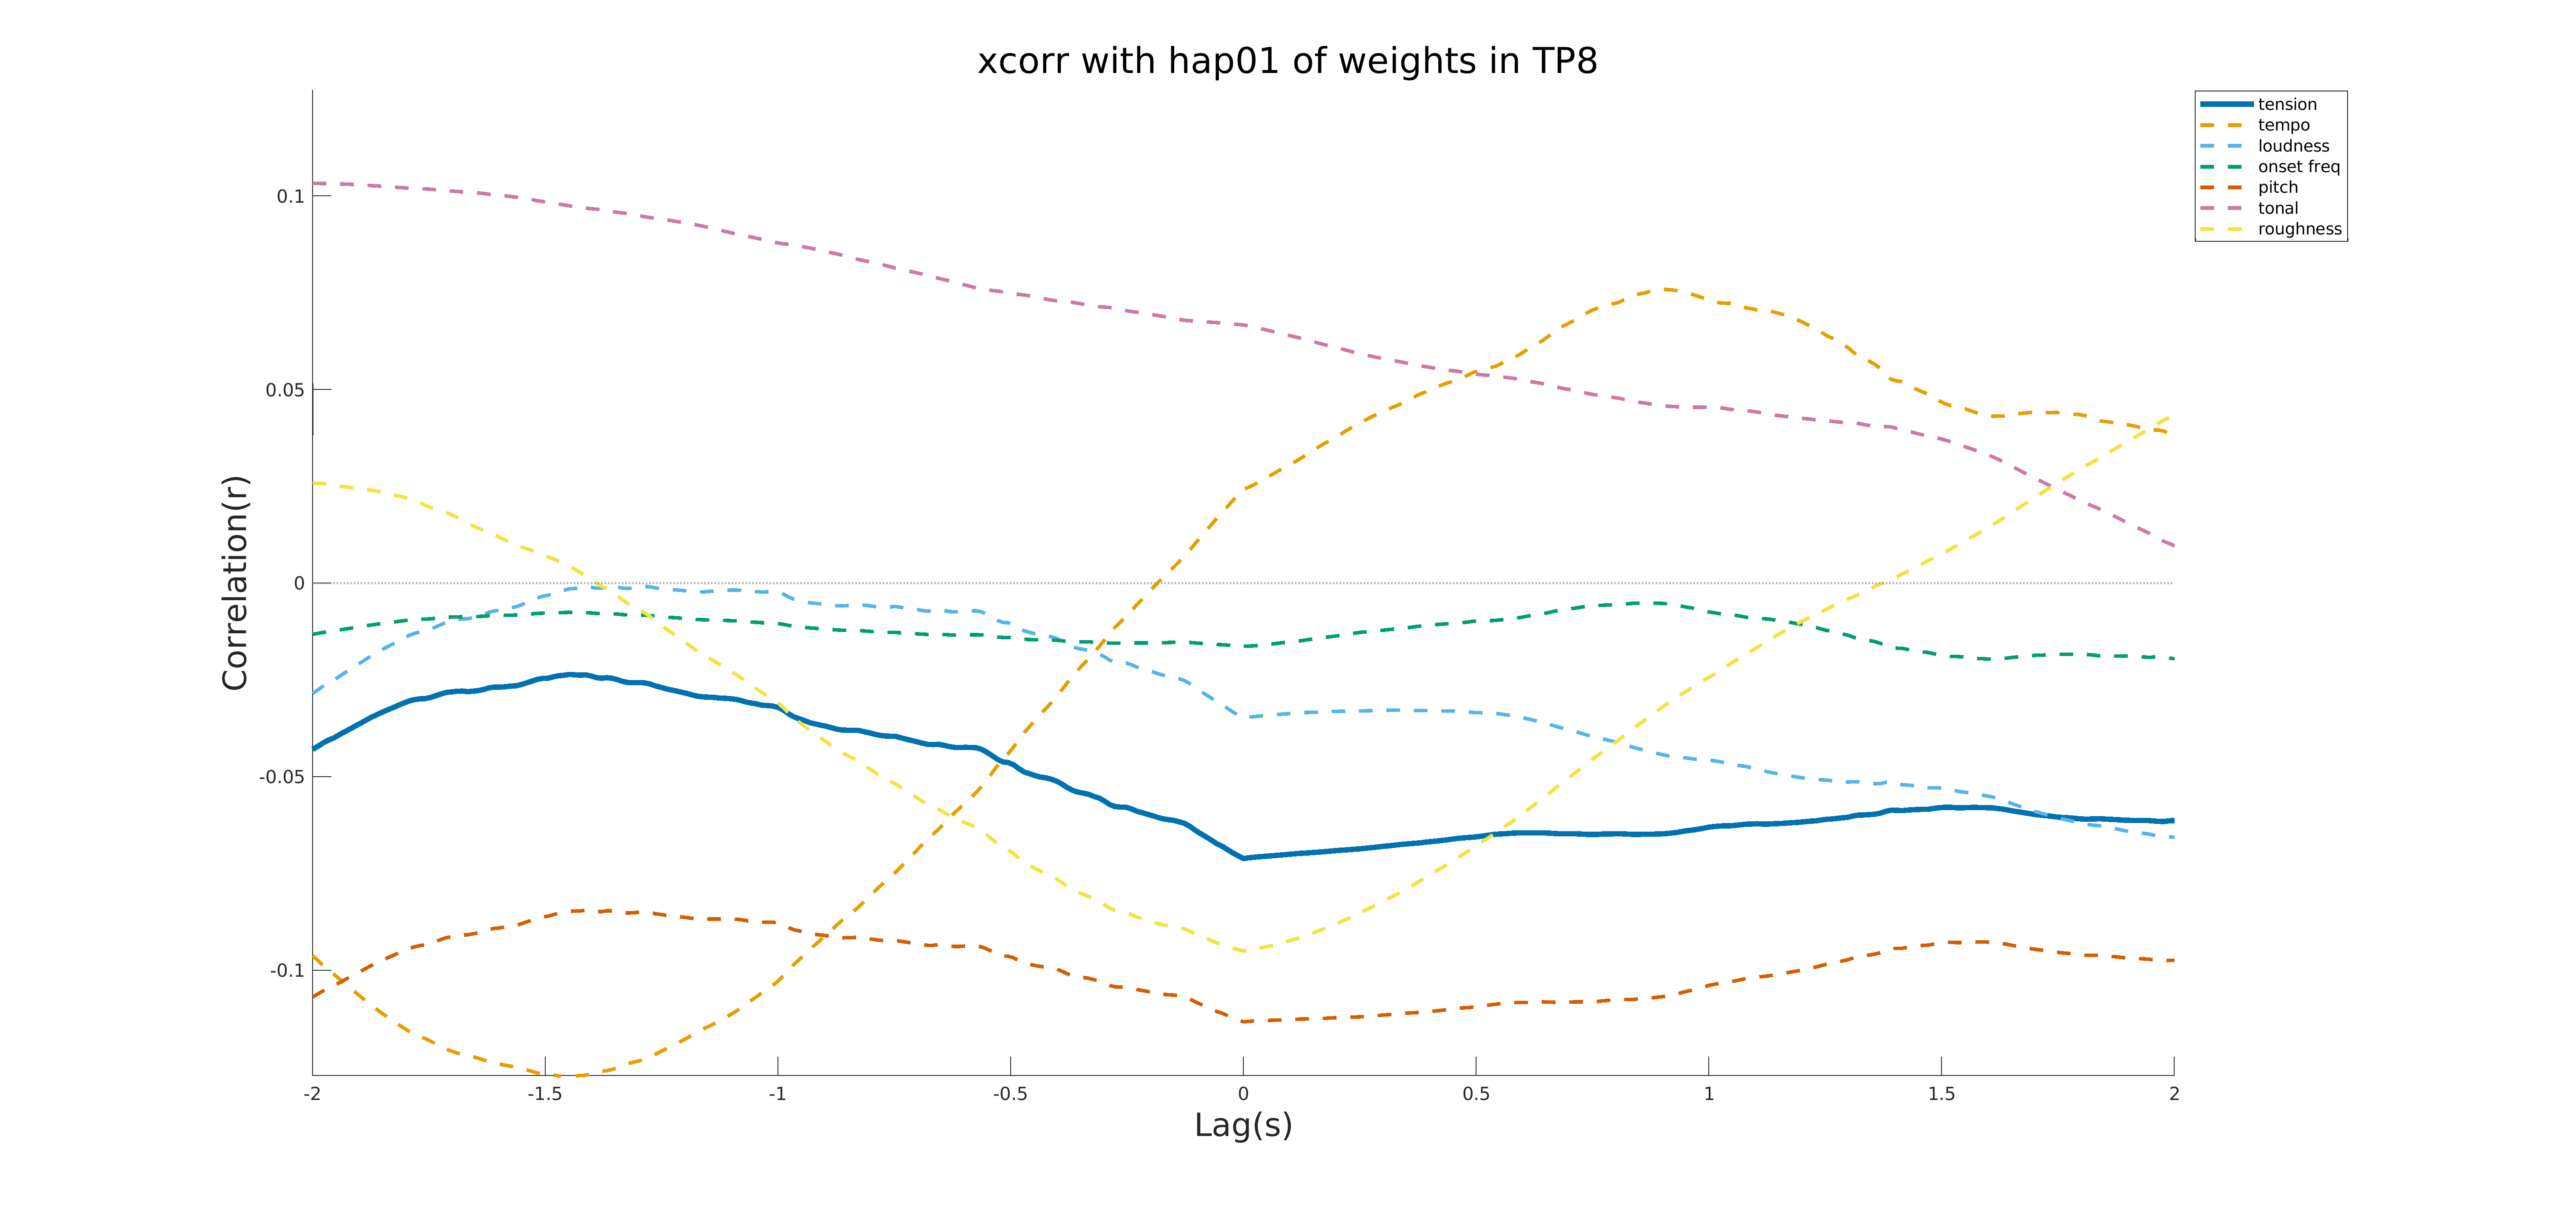 xcorr with hap01 of weights in TP8
tension
tempo
loudness
onset freq
pitch
tonal
roughness
Correlation(r)
0.1
0.05
0
-0.05
-0.1
-2 -1.5 -1 -0.5 0 0.5 1 1.5 2
Lag(s)